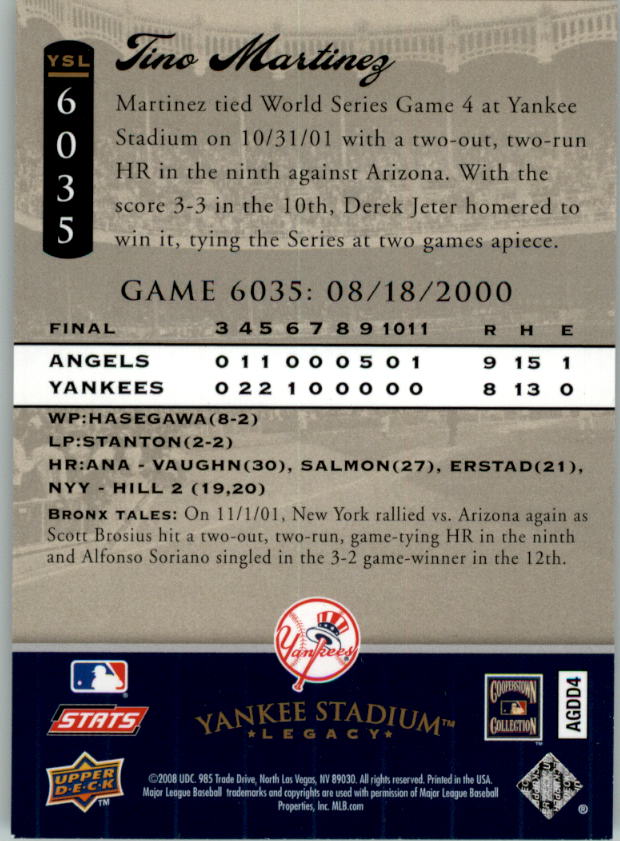 YSL
6
0
3
5
Tino Martinez
Martinez tied World Series Game 4 at Yankee
Stadium on 10/31/01 with a two-out, two-run
HR in the ninth against Arizona. With the
score 3-3 in the 10th, Derek Jeter homered to
win it, tying the Series at two games apiece.
GAME 6035: 08/18/2000
FINAL 3 4 5 6 7 8 9 10 11 R H E
ANGELS 0 1 1 0 0 0 5 0 1 9 15 1
YANKEES 0 2 2 1 0 0 0 0 0 8 13 0
WP:HASEGAWA(8-2)
LP:STANTON(2-2)
HR:ANA - VAUGHN(30), SALMON(27), ERSTAD(21),
NYY - HILL 2 (19,20)
BRONX TALES: On 11/1/01, New York rallied vs. Arizona again as
Scott Brosius hit a two-out, two-run, game-tying HR in the ninth
and Alfonso Soriano singled in the 3-2 game-winner in the 12th.
Yankees
STATS
YANKEE STADIUM™
★LEGACY★
COOPERSTOWN
COLLECTION™
AGDD4
UPPER
D·E·C·K™
©2008 UDC. 985 Trade Drive, North Las Vegas, NV 89030. All rights reserved. Printed in the USA.
Major League Baseball trademarks and copyrights are used with permission of Major League Baseball
Properties, Inc. MLB.com
®